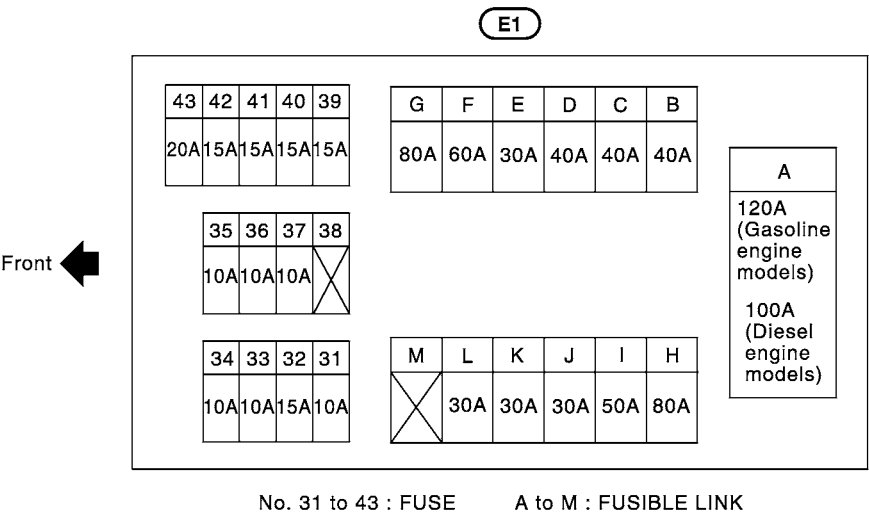 E1
43 42 41 40 39
20A 15A 15A 15A 15A
G F E D C B
80A 60A 30A 40A 40A 40A
A
120A
(Gasoline
engine
models)
100A
(Diesel
engine
models)
35 36 37 38
10A 10A 10A
Front
34 33 32 31
10A 10A 15A 10A
M L K J I H
30A 30A 30A 50A 80A
No. 31 to 43 : FUSE
A to M : FUSIBLE LINK